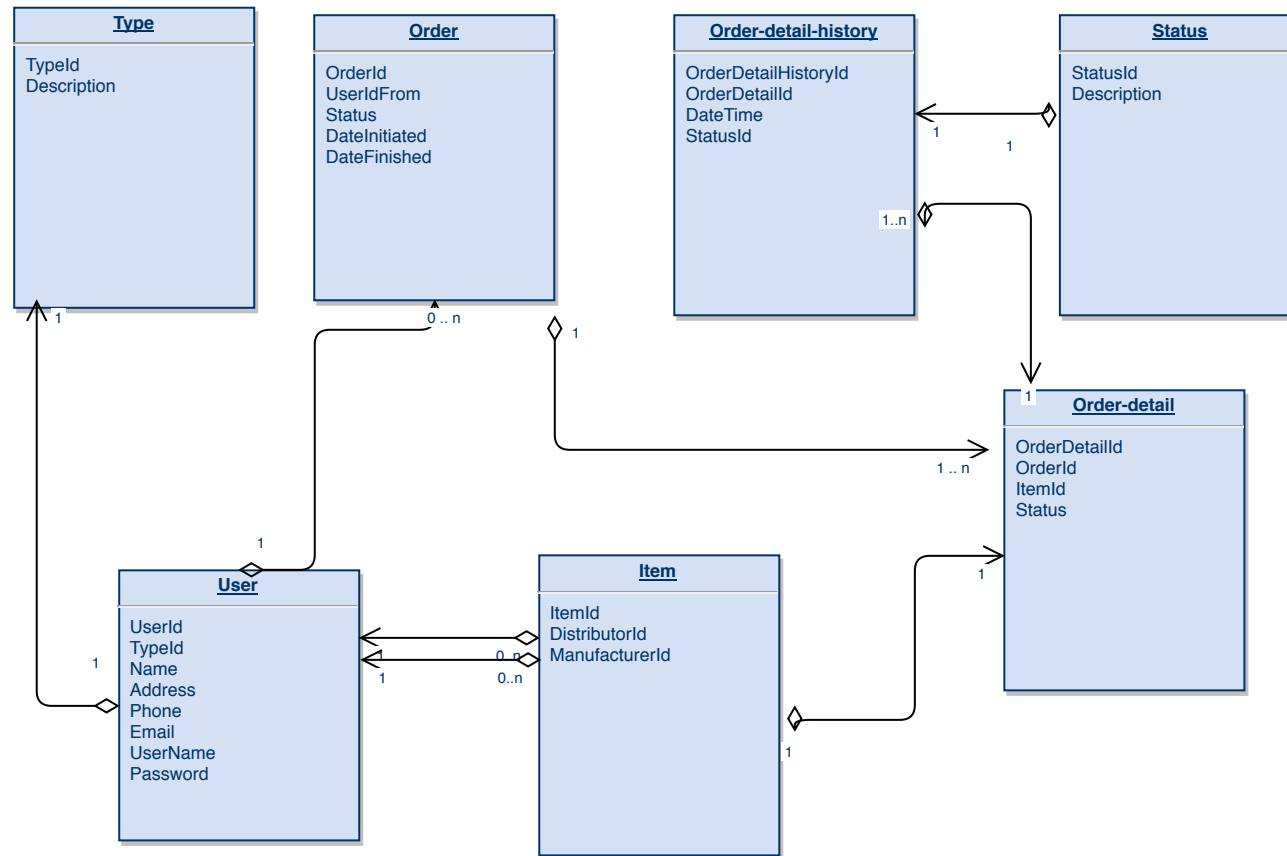 Type
TypeId
Description
1
Order
OrderId
UserIdFrom
Status
DateInitiated
DateFinished
0 .. n
1
Order-detail-history
OrderDetailHistoryId
OrderDetailId
DateTime
StatusId
1
1
1..n
Status
StatusId
Description
1
Order-detail
OrderDetailId
OrderId
ItemId
Status
1 .. n
1
1
1
User
UserId
TypeId
Name
Address
Phone
Email
UserName
Password
1
0..n
1
0..n
Item
ItemId
DistributorId
ManufacturerId
1